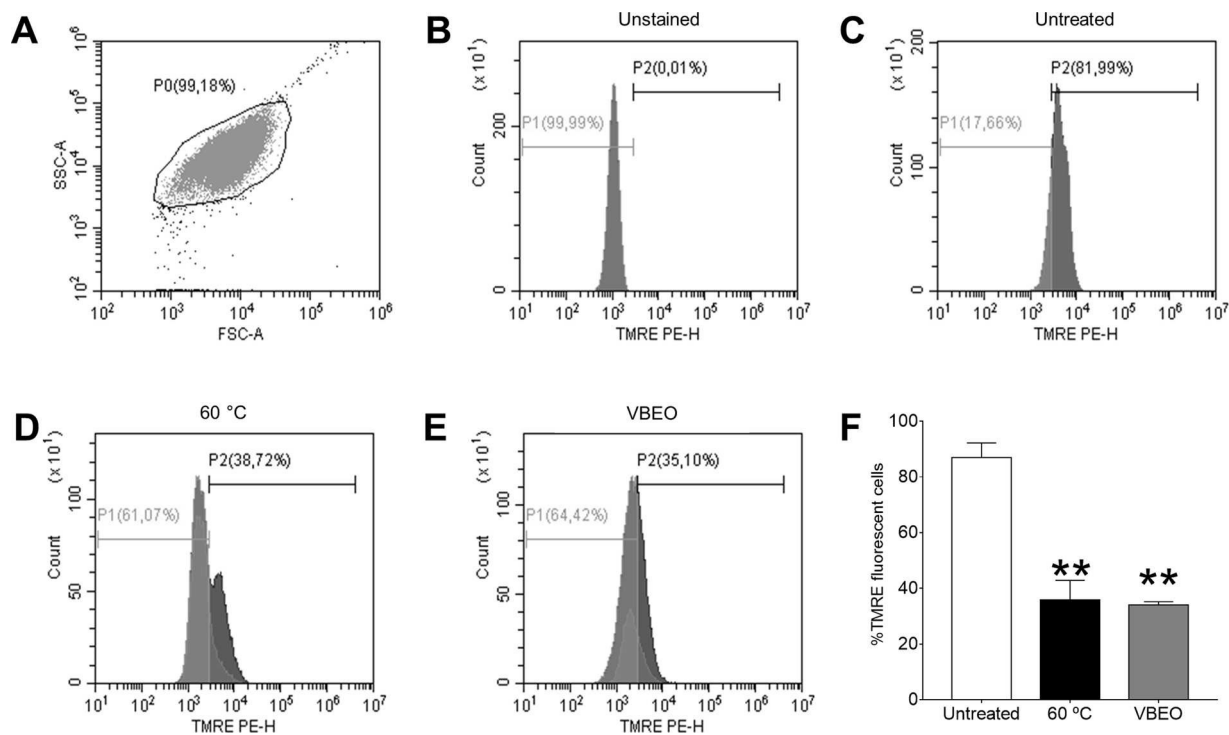 A
P0(99,18%)
SSC-A
10^6
10^5
10^4
10^3
10^2
10^2 10^3 10^4 10^5 10^6
FSC-A
B
Unstained
(x 10^1)
P2(0,01%)
P1(99,99%)
Count
200
0
10^1 10^2 10^3 10^4 10^5 10^6 10^7
TMRE PE-H
C
Untreated
(x 10^1)
200
P2(81,99%)
P1(17,66%)
Count
100
0
10^1 10^2 10^3 10^4 10^5 10^6 10^7
TMRE PE-H
D
60 °C
(x 10^1)
P2(38,72%)
P1(61,07%)
Count
100
50
0
10^1 10^2 10^3 10^4 10^5 10^6 10^7
TMRE PE-H
E
VBEO
(x 10^1)
P2(35,10%)
P1(64,42%)
Count
100
50
0
10^1 10^2 10^3 10^4 10^5 10^6 10^7
TMRE PE-H
F
%TMRE fluorescent cells
100
80
60
40
20
0
** **
Untreated 60 ºC VBEO